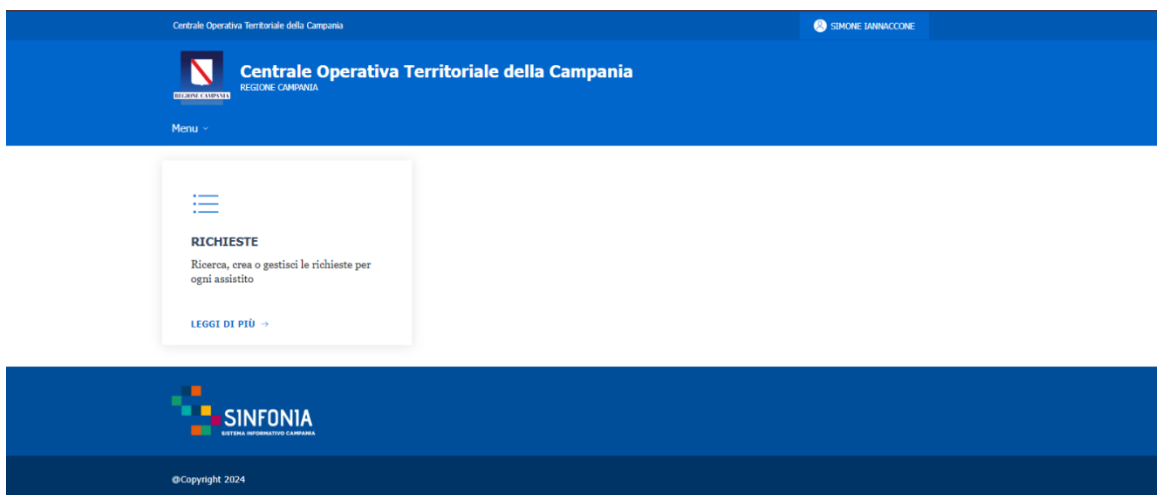 Centrale Operativa Territoriale della Campania
SIMONE IANNACCONE
Centrale Operativa Territoriale della Campania
REGIONE CAMPANIA
REGIONE CAMPANIA
Menu
RICHIESTE
Ricerca, crea o gestisci le richieste per
ogni assistito
LEGGI DI PIÙ →
SINFONIA
SISTEMA INFORMATIVO CAMPANIA
@Copyright 2024